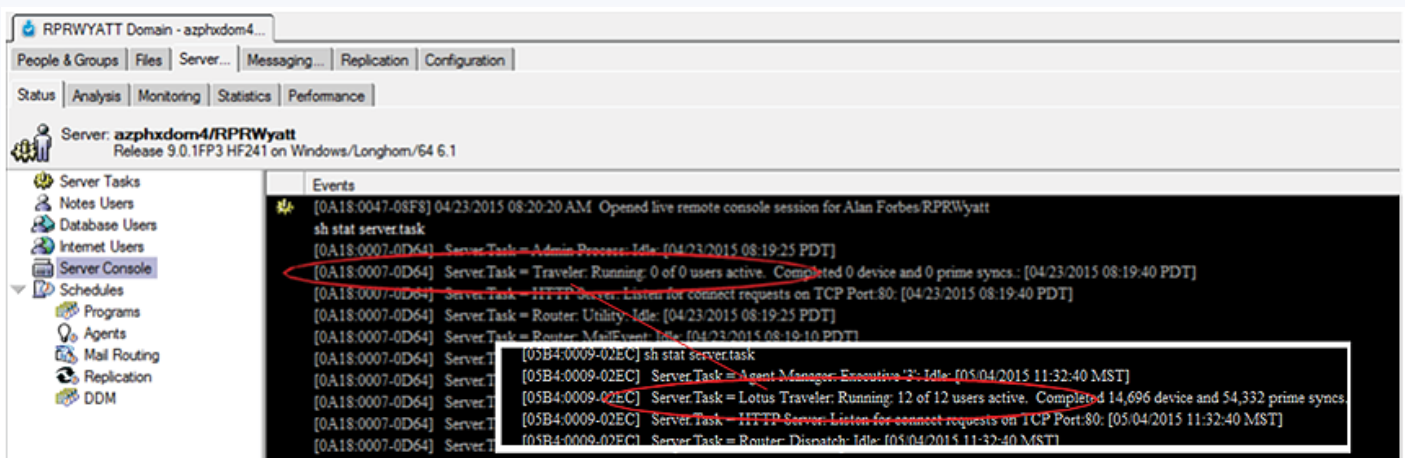 RPRWYATT Domain - azphxdom4...
People & Groups Files Server... Messaging... Replication Configuration
Status Analysis Monitoring Statistics Performance
Server: azphxdom4/RPRWyatt
Release 9.0.1FP3 HF241 on Windows/Longhorn/64 6.1
Server Tasks
Notes Users
Database Users
Internet Users
Server Console
Schedules
Programs
Agents
Mail Routing
Replication
DDM
Events
[0A18:0047-08F8] 04/23/2015 08:20:20 AM Opened live remote console session for Alan Forbes/RPRWyatt
sh stat server.task
[0A18:0007-0D64] Server.Task = Admin Process: Idle: [04/23/2015 08:19:25 PDT]
[0A18:0007-0D64] Server.Task = Traveler: Running: 0 of 0 users active. Completed 0 device and 0 prime syncs.: [04/23/2015 08:19:40 PDT]
[0A18:0007-0D64] Server.Task = HTTP Server: Listen for connect requests on TCP Port:80: [04/23/2015 08:19:40 PDT]
[0A18:0007-0D64] Server.Task = Router: Utility: Idle: [04/23/2015 08:19:25 PDT]
[0A18:0007-0D64] Server.Task = Router: MailEvent: Idle: [04/23/2015 08:19:10 PDT]
[0A18:0007-0D64] Server.T
[0A18:0007-0D64] Server.T
[0A18:0007-0D64] Server.T
[0A18:0007-0D64] Server.T
[0A18:0007-0D64] Server.T
[05B4:0009-02EC] sh stat server.task
[05B4:0009-02EC] Server.Task = Agent Manager: Executive '3': Idle: [05/04/2015 11:32:40 MST]
[05B4:0009-02EC] Server.Task = Lotus Traveler: Running: 12 of 12 users active. Completed 14,696 device and 54,332 prime syncs.
[05B4:0009-02EC] Server.Task = HTTP Server: Listen for connect requests on TCP Port:80: [05/04/2015 11:32:40 MST]
[05B4:0009-02EC] Server.Task = Router: Dispatch: Idle: [05/04/2015 11:32:40 MST]